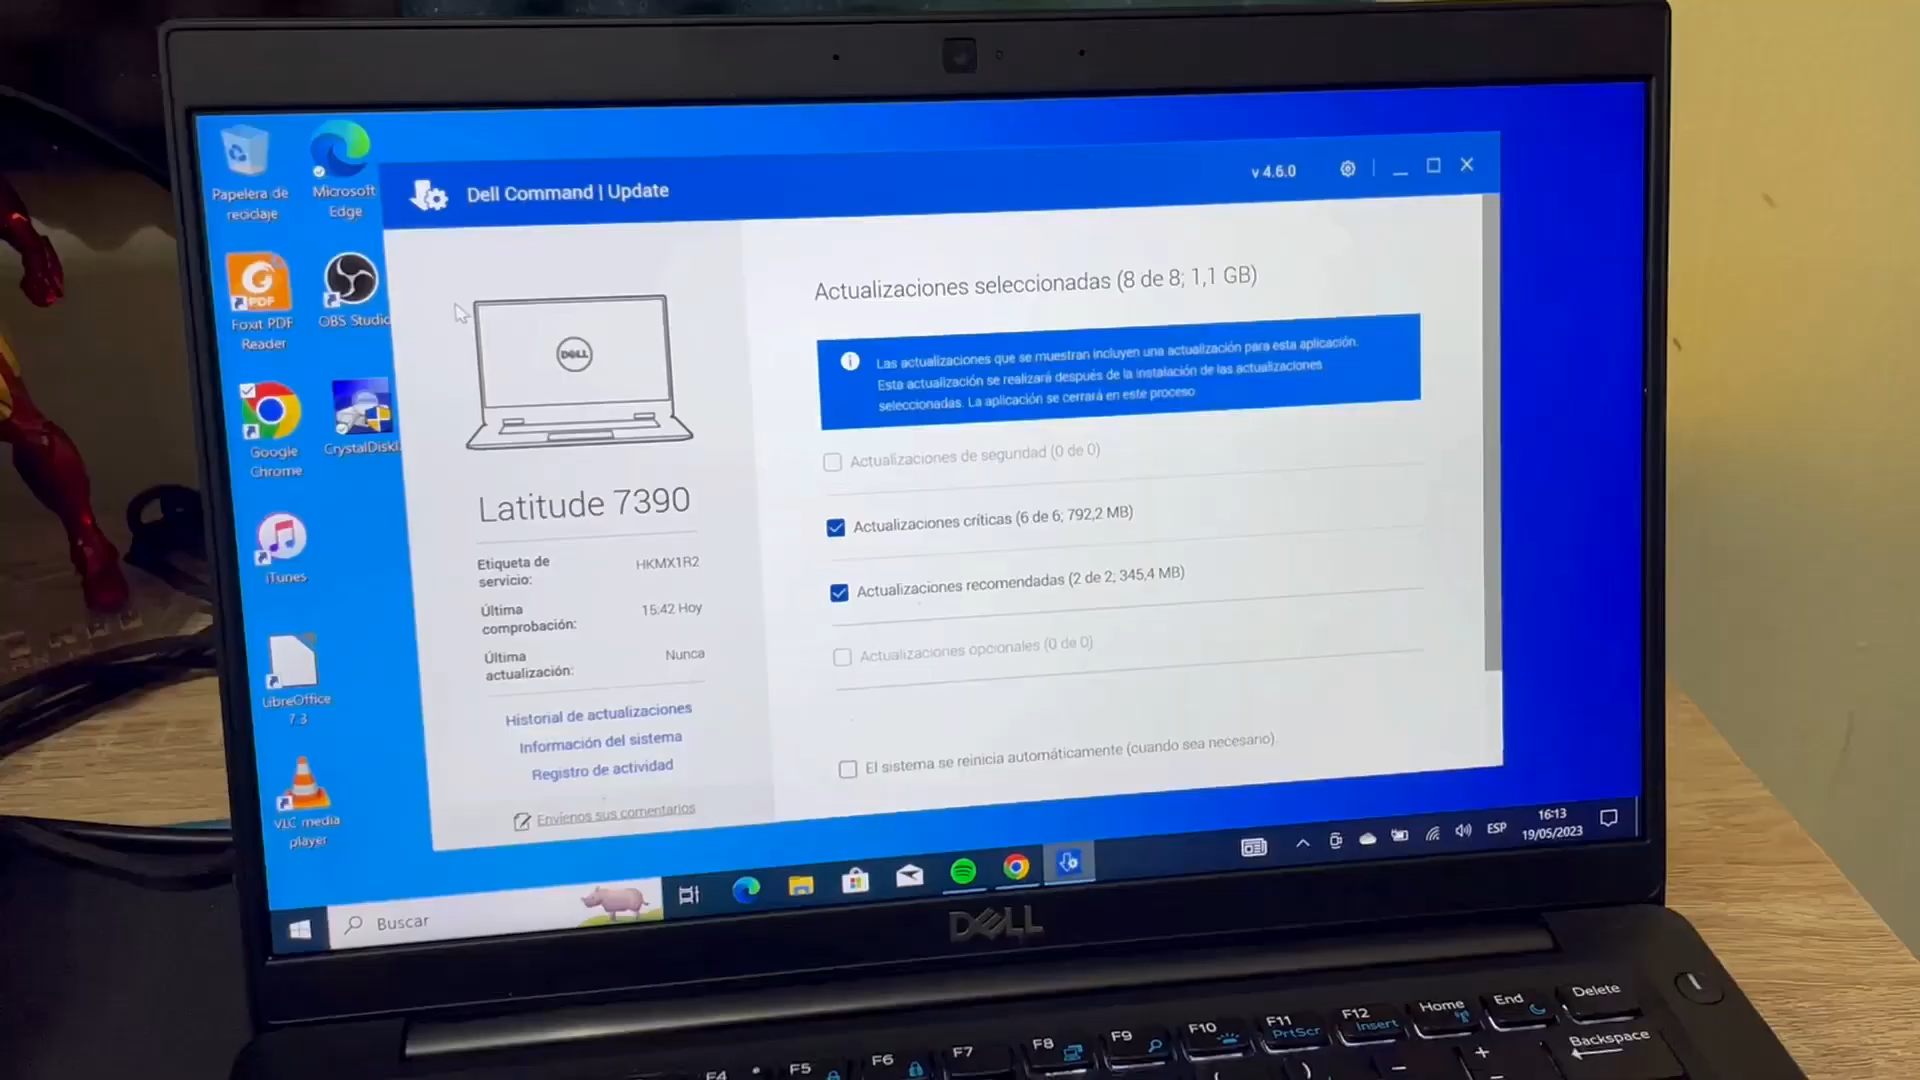 Papelera de
reciclaje
Microsoft
Edge
PDF
Foxit PDF
Reader
OBS Studio
Google
Chrome
CrystalDiskI
iTunes
LibreOffice
7.3
VLC media
player
Dell Command | Update
v 4.6.0
DELL
Latitude 7390
Etiqueta de
servicio:
HKMX1R2
Última
comprobación:
15:42 Hoy
Última
actualización:
Nunca
Historial de actualizaciones
Información del sistema
Registro de actividad
Envíenos sus comentarios
Actualizaciones seleccionadas (8 de 8; 1,1 GB)
Las actualizaciones que se muestran incluyen una actualización para esta aplicación.
Esta actualización se realizará después de la instalación de las actualizaciones
seleccionadas. La aplicación se cerrará en este proceso
Actualizaciones de seguridad (0 de 0)
Actualizaciones críticas (6 de 6; 792,2 MB)
Actualizaciones recomendadas (2 de 2; 345,4 MB)
Actualizaciones opcionales (0 de 0)
El sistema se reinicia automáticamente (cuando sea necesario).
Buscar
ESP
16:13
19/05/2023
DELL
F4
F5
F6
F7
F8
F9
F10
F11
PrtScr
F12
Insert
Home
End
Delete
Backspace